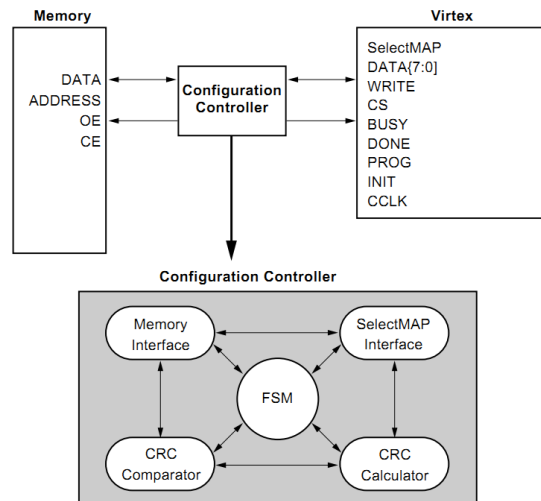 Memory
Virtex
DATA
ADDRESS
OE
CE
Configuration
Controller
SelectMAP
DATA{7:0]
WRITE
CS
BUSY
DONE
PROG
INIT
CCLK
Configuration Controller
Memory
Interface
SelectMAP
Interface
FSM
CRC
Comparator
CRC
Calculator